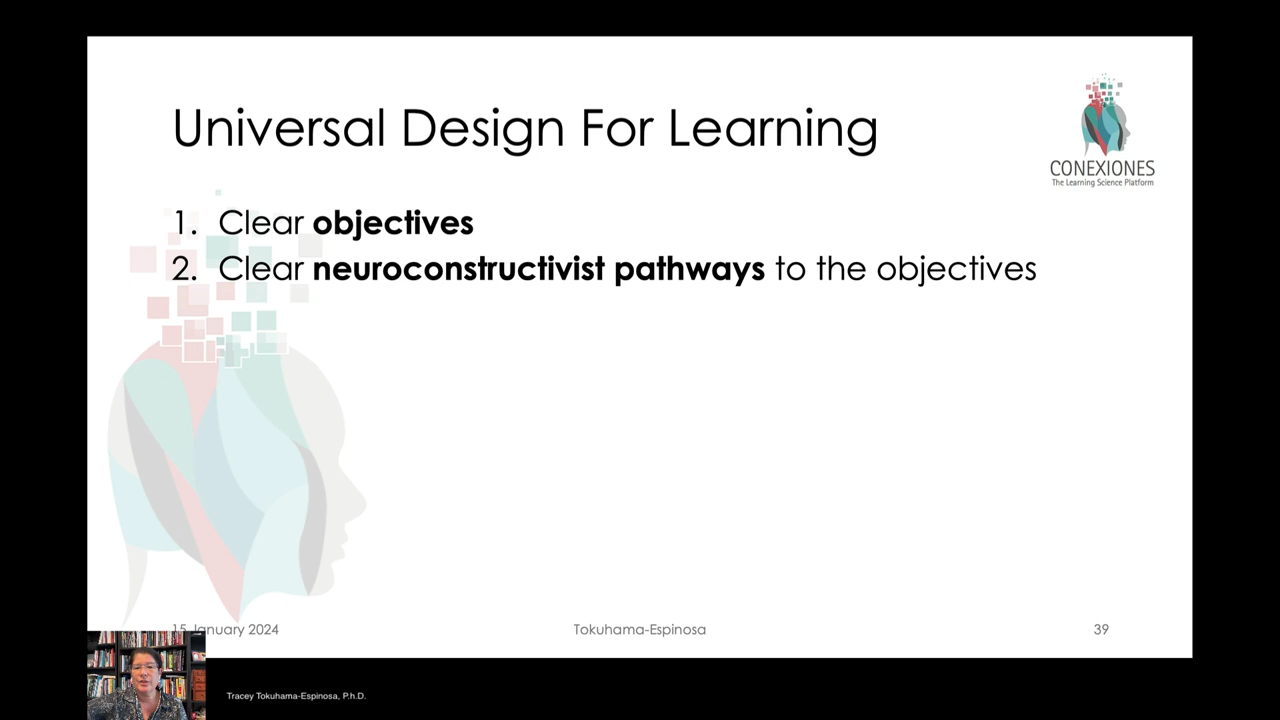 Universal Design For Learning
CONEXIONES
The Learning Science Platform
1. Clear objectives
2. Clear neuroconstructivist pathways to the objectives
15 January 2024
Tokuhama-Espinosa
39
Tracey Tokuhama-Espinosa, P.h.D.